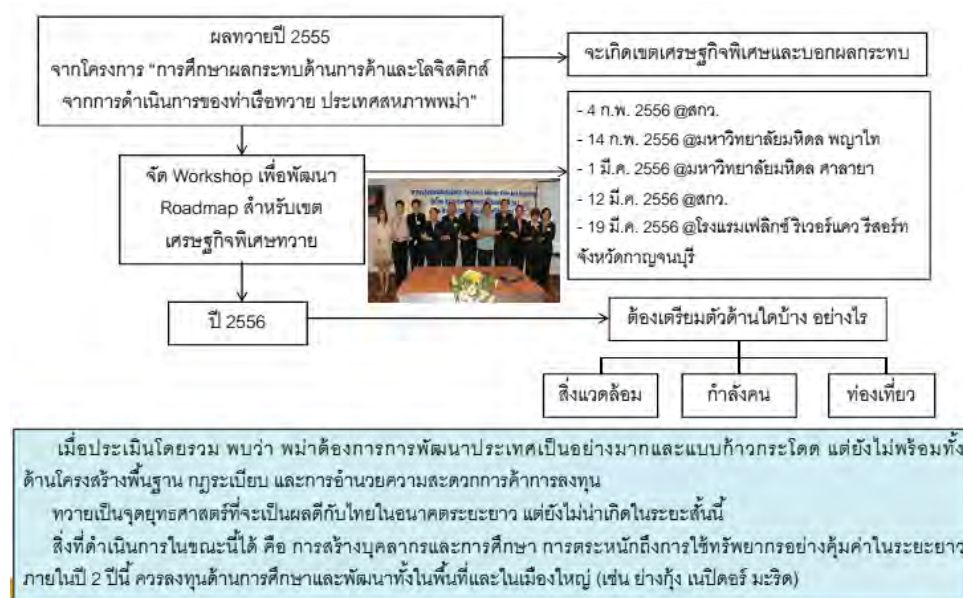 ผลทวายปี 2555
จากโครงการ "การศึกษาผลกระทบด้านการค้าและโลจิสติกส์
จากการดำเนินการของท่าเรือทวาย ประเทศสหภาพพม่า"
จะเกิดเขตเศรษฐกิจพิเศษและบอกผลกระทบ
จัด Workshop เพื่อพัฒนา
Roadmap สำหรับเขต
เศรษฐกิจพิเศษทวาย
- 4 ก.พ. 2556 @สกว.
- 14 ก.พ. 2556 @มหาวิทยาลัยมหิดล พญาไท
- 1 มี.ค. 2556 @มหาวิทยาลัยมหิดล ศาลายา
- 12 มี.ค. 2556 @สกว.
- 19 มี.ค. 2556 @โรงแรมเฟลิกซ์ ริเวอร์แคว รีสอร์ท
จังหวัดกาญจนบุรี
ปี 2556
ต้องเตรียมตัวด้านใดบ้าง อย่างไร
สิ่งแวดล้อม
กำลังคน
ท่องเที่ยว
เมื่อประเมินโดยรวม พบว่า พม่าต้องการการพัฒนาประเทศเป็นอย่างมากและแบบก้าวกระโดด แต่ยังไม่พร้อมทั้ง
ด้านโครงสร้างพื้นฐาน กฎระเบียบ และการอำนวยความสะดวกการค้าการลงทุน
ทวายเป็นจุดยุทธศาสตร์ที่จะเป็นผลดีกับไทยในอนาคตระยะยาว แต่ยังไม่น่าเกิดในระยะสั้นนี้
สิ่งที่ดำเนินการในขณะนี้ได้ คือ การสร้างบุคลากรและการศึกษา การตระหนักถึงการใช้ทรัพยากรอย่างคุ้มค่าในระยะยาว
ภายในปี 2 ปีนี้ ควรลงทุนด้านการศึกษาและพัฒนาทั้งในพื้นที่และในเมืองใหญ่ (เช่น ย่างกุ้ง เนปิดอร์ มะริด)